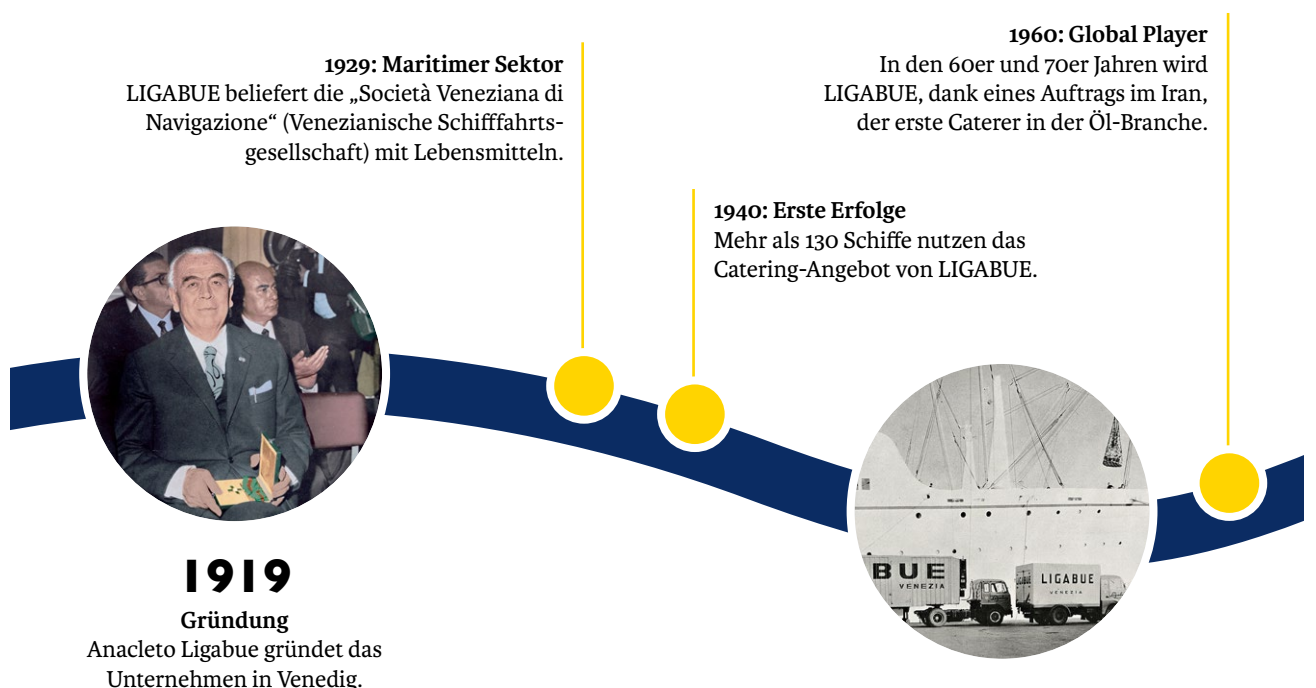 1929: Maritimer Sektor
LIGABUE beliefert die „Società Veneziana di
Navigazione“ (Venezianische Schifffahrts-
gesellschaft) mit Lebensmitteln.
1960: Global Player
In den 60er und 70er Jahren wird
LIGABUE, dank eines Auftrags im Iran,
der erste Caterer in der Öl-Branche.
1940: Erste Erfolge
Mehr als 130 Schiffe nutzen das
Catering-Angebot von LIGABUE.
BUE
VENEZIA
LIGABUE
VENEZIA
1919
Gründung
Anacleto Ligabue gründet das
Unternehmen in Venedig.